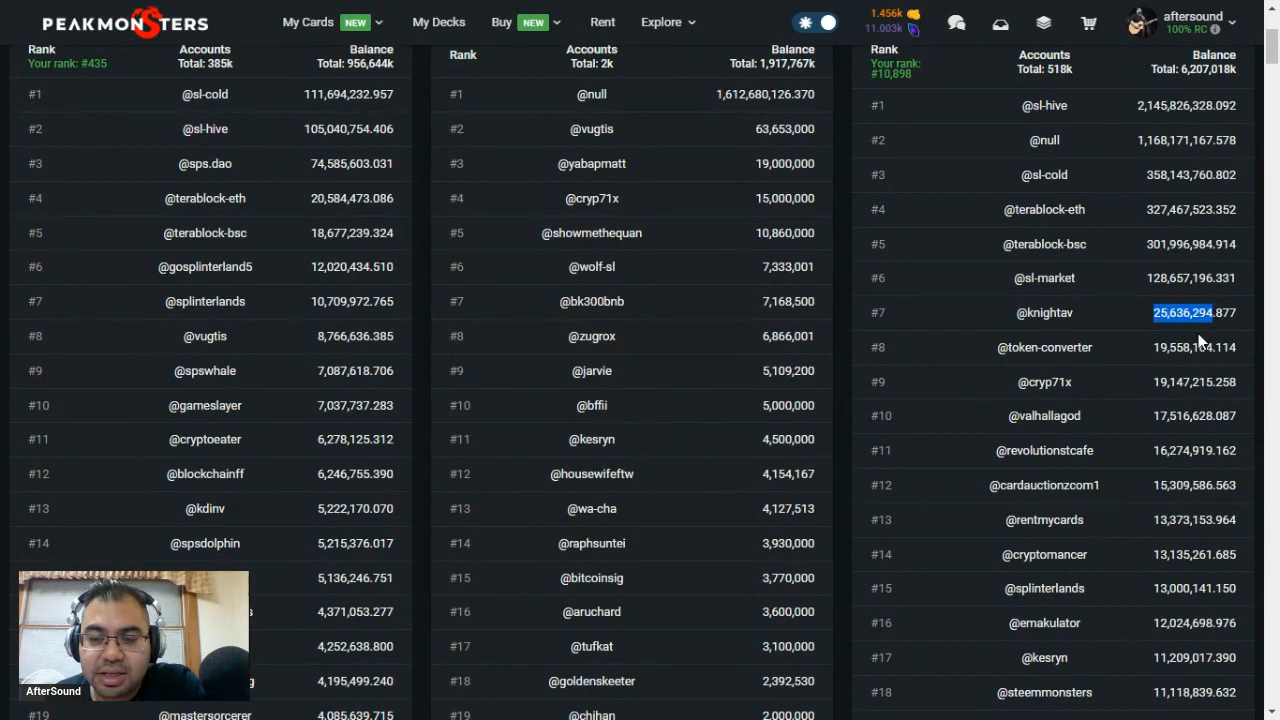 PEAKMONSTERS
My Cards NEW My Decks Buy NEW Rent Explore
1.456k
11.003k
aftersound
100% RC
Rank Accounts Balance
Your rank: #435 Total: 385k Total: 956,644k
#1 @sl-cold 111,694,232.957
#2 @sl-hive 105,040,754.406
#3 @sps.dao 74,585,603.031
#4 @terablock-eth 20,584,473.086
#5 @terablock-bsc 18,677,239.324
#6 @gosplinterland5 12,020,434.510
#7 @splinterlands 10,709,972.765
#8 @vugtis 8,766,636.385
#9 @spswhale 7,087,618.706
#10 @gameslayer 7,037,737.283
#11 @cryptoeater 6,278,125.312
#12 @blockchainff 6,246,755.390
#13 @kdinv 5,222,170.070
#14 @spsdolphin 5,215,376.017
5,136,246.751
4,371,053.277
4,252,638.800
4,195,499.240
#19 @mastersorcerer 4,085,639.715
Rank Accounts Balance
Total: 2k Total: 1,917,767k
#1 @null 1,612,680,126.370
#2 @vugtis 63,653,000
#3 @yabapmatt 19,000,000
#4 @cryp71x 15,000,000
#5 @showmethequan 10,860,000
#6 @wolf-sl 7,333,001
#7 @bk300bnb 7,168,500
#8 @zugrox 6,866,001
#9 @jarvie 5,109,200
#10 @bffii 5,000,000
#11 @kesryn 4,500,000
#12 @housewifeftw 4,154,167
#13 @wa-cha 4,127,513
#14 @raphsuntei 3,930,000
#15 @bitcoinsig 3,770,000
#16 @aruchard 3,600,000
#17 @tufkat 3,100,000
#18 @goldenskeeter 2,392,530
#19 @chihan 2,000,000
Rank Accounts Balance
Your rank: #10,898 Total: 518k Total: 6,207,018k
#1 @sl-hive 2,145,826,328.092
#2 @null 1,168,171,167.578
#3 @sl-cold 358,143,760.802
#4 @terablock-eth 327,467,523.352
#5 @terablock-bsc 301,996,984.914
#6 @sl-market 128,657,196.331
#7 @knightav 25,636,294.877
#8 @token-converter
#9 @cryp71x 19,147,215.258
#10 @valhallagod 17,516,628.087
#11 @revolutionstcafe 16,274,919.162
#12 @cardauctionzcom1 15,309,586.563
#13 @rentmycards 13,373,153.964
#14 @cryptomancer 13,135,261.685
#15 @splinterlands 13,000,141.150
#16 @emakulator 12,024,698.976
#17 @kesryn 11,209,017.390
#18 @steemmonsters 11,118,839.632
AfterSound